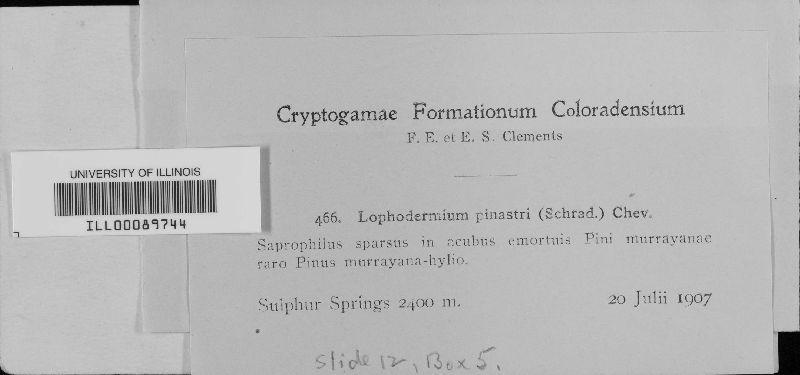 Cryptogamae Formationum Coloradensium
F. E. et E. S. Clements
UNIVERSITY OF ILLINOIS
ILL00089744
466. Lophodermium pinastri (Schrad.) Chev.
Saprophilus sparsus in acubus emortuis Pini murrayanae
raro Pinus murrayana-hylio.
Sulphur Springs 2400 m. 20 Julii 1907
Slide 12, Box 5.